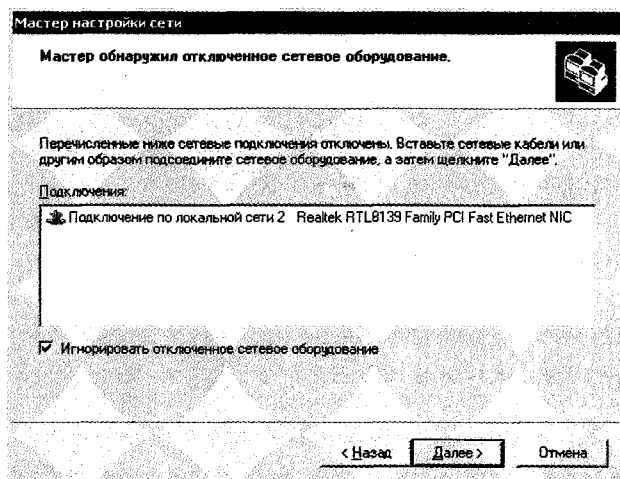 Мастер настройки сети
Мастер обнаружил отключенное сетевое оборудование.
Перечисленные ниже сетевые подключения отключены. Вставьте сетевые кабели или
другим образом подсоедините сетевое оборудование, а затем щелкните "Далее".
Подключения:
Подключение по локальной сети 2 Realtek RTL8139 Family PCI Fast Ethernet NIC
Игнорировать отключенное сетевое оборудование
< Назад Далее > Отмена